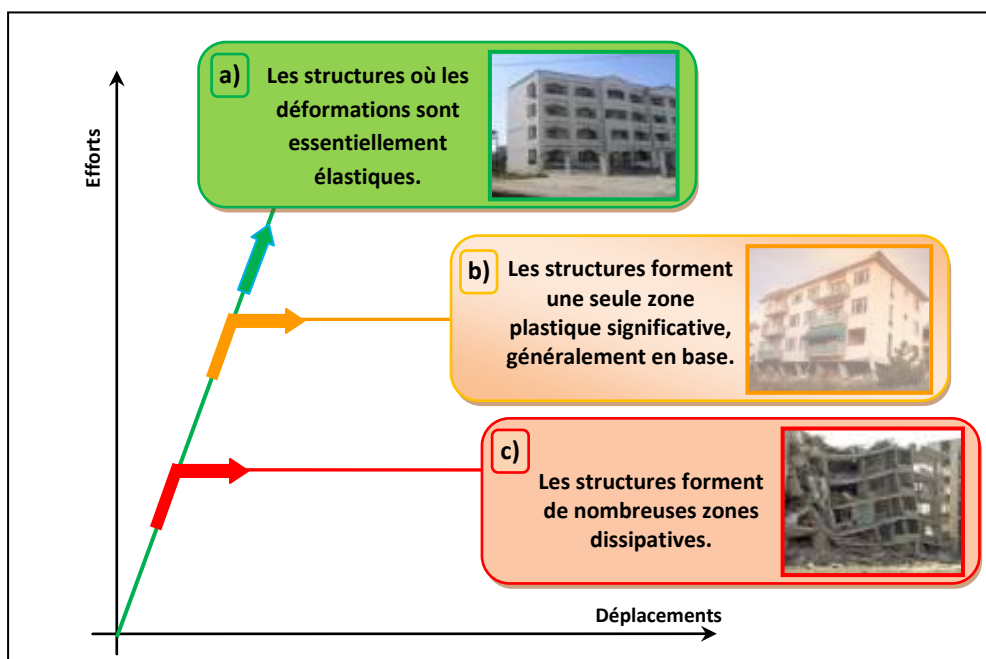 a)
Les structures où les
déformations sont
essentiellement
élastiques.
Efforts
b)
Les structures forment
une seule zone
plastique significative,
généralement en base.
c)
Les structures forment
de nombreuses zones
dissipatives.
Déplacements